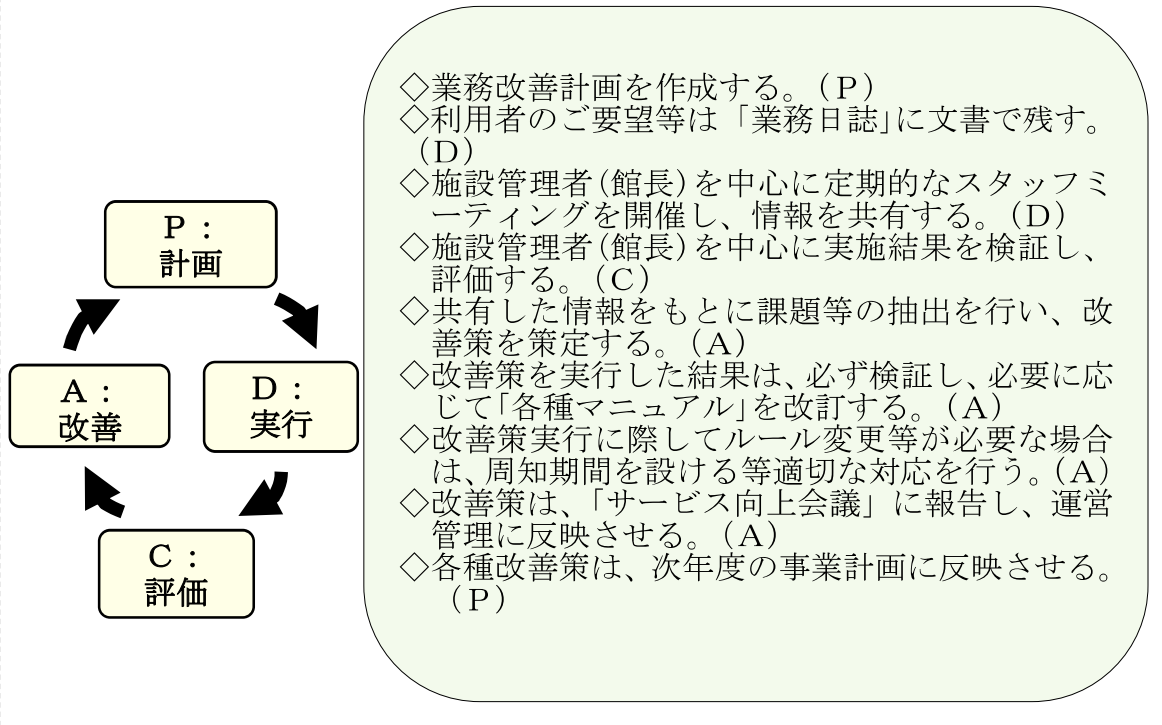 P：
計画
A：
改善
D：
実行
C：
評価
◇業務改善計画を作成する。（P）
◇利用者のご要望等は「業務日誌」に文書で残す。
（D）
◇施設管理者(館長)を中心に定期的なスタッフミ
ーティングを開催し、情報を共有する。（D）
◇施設管理者(館長)を中心に実施結果を検証し、
評価する。（C）
◇共有した情報をもとに課題等の抽出を行い、改
善策を策定する。（A）
◇改善策を実行した結果は、必ず検証し、必要に応
じて「各種マニュアル」を改訂する。（A）
◇改善策実行に際してルール変更等が必要な場合
は、周知期間を設ける等適切な対応を行う。（A）
◇改善策は、「サービス向上会議」に報告し、運営
管理に反映させる。（A）
◇各種改善策は、次年度の事業計画に反映させる。
（P）